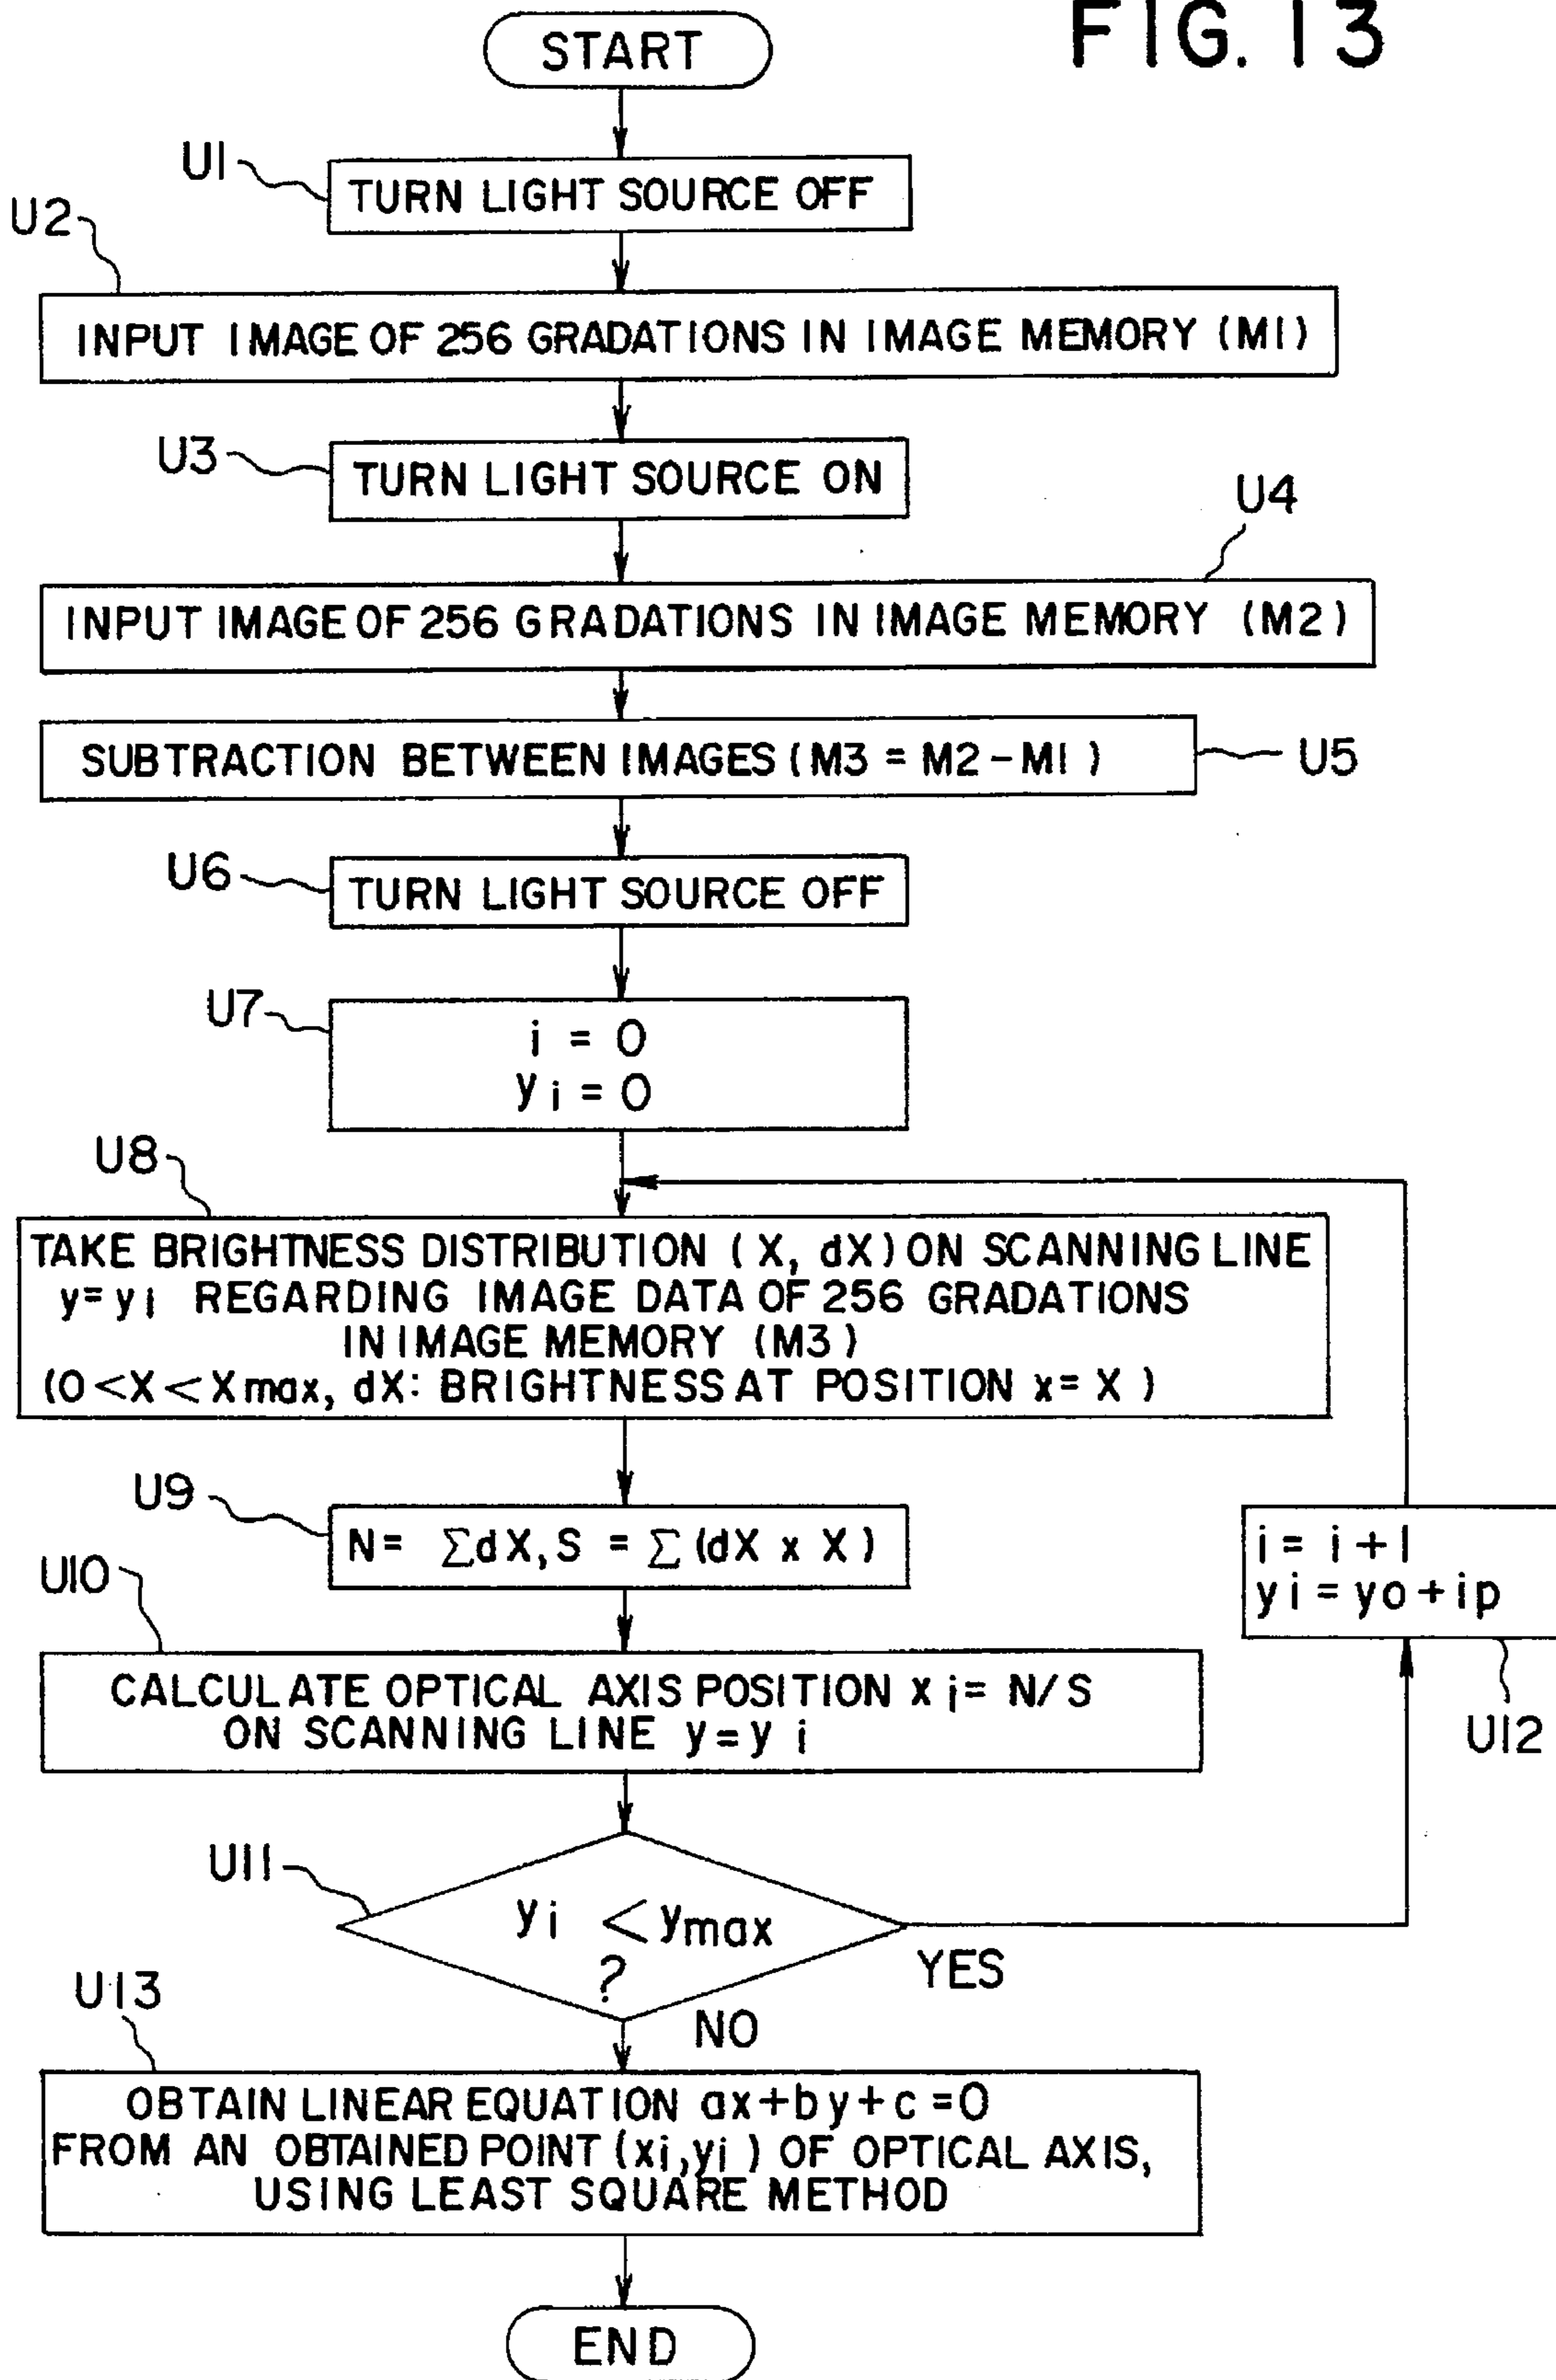 FIG. 13
START
U1
TURN LIGHT SOURCE OFF
U2
INPUT IMAGE OF 256 GRADATIONS IN IMAGE MEMORY (M1)
U3
TURN LIGHT SOURCE ON
U4
INPUT IMAGE OF 256 GRADATIONS IN IMAGE MEMORY (M2)
SUBTRACTION BETWEEN IMAGES (M3 = M2 - M1)
U5
U6
TURN LIGHT SOURCE OFF
U7
i = 0
yi = 0
U8
TAKE BRIGHTNESS DISTRIBUTION (X, dX) ON SCANNING LINE
y = yi REGARDING IMAGE DATA OF 256 GRADATIONS
IN IMAGE MEMORY (M3)
(0 < X < Xmax, dX: BRIGHTNESS AT POSITION x = X)
U9
N = ΣdX, S = Σ(dX x X)
i = i + 1
yi = yo + ip
U12
U10
CALCULATE OPTICAL AXIS POSITION xi = N/S
ON SCANNING LINE y = yi
U11
yi < ymax
?
YES
NO
U13
OBTAIN LINEAR EQUATION ax + by + c = 0
FROM AN OBTAINED POINT (xi, yi) OF OPTICAL AXIS,
USING LEAST SQUARE METHOD
END